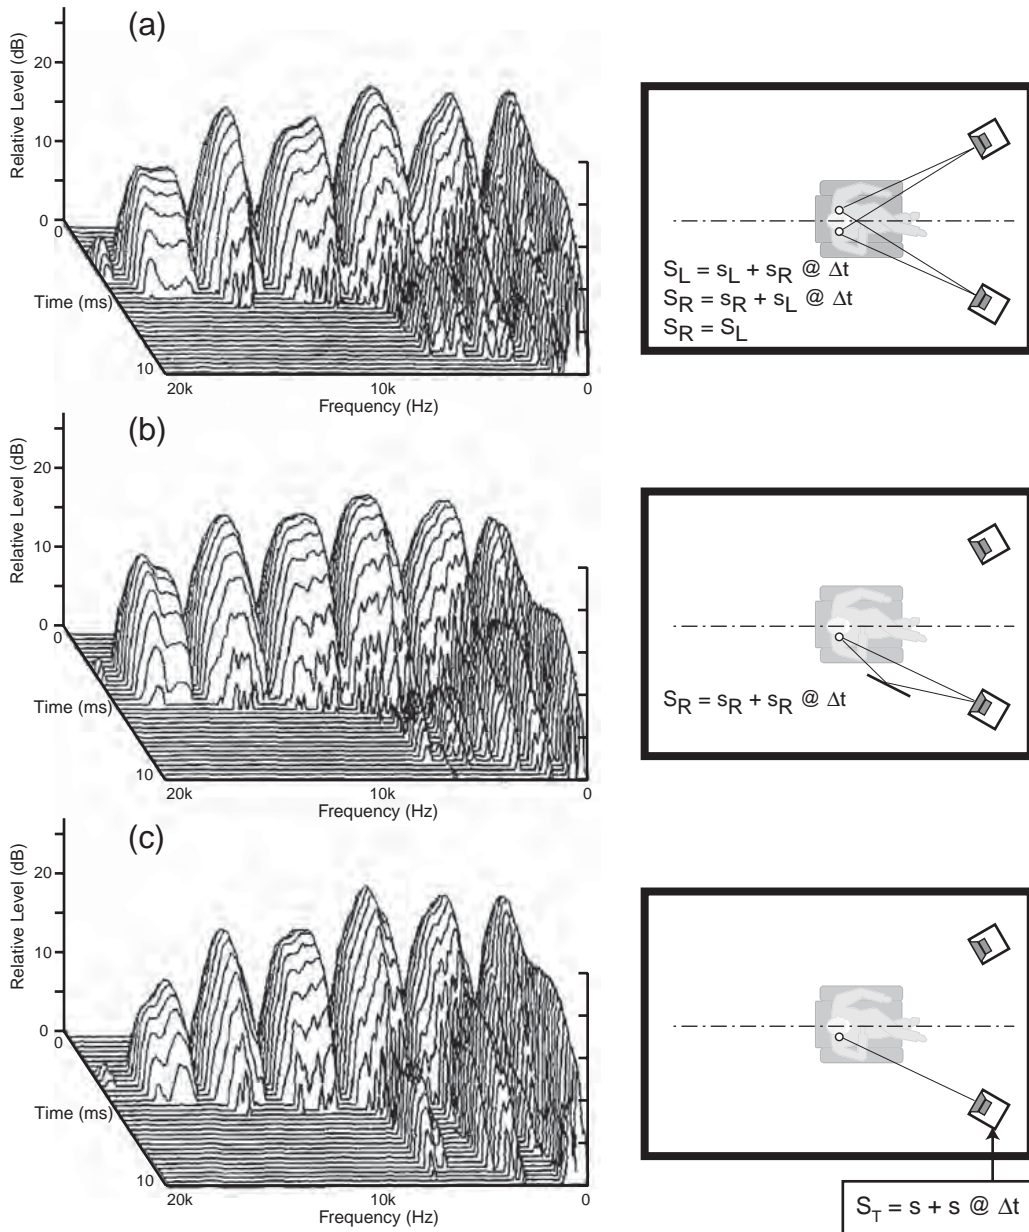 (a)
Relative Level (dB)
20
10
0
0
Time (ms)
10
20k
10k
0
Frequency (Hz)
S_L = s_L + s_R @ Δt
S_R = s_R + s_L @ Δt
S_R = S_L
(b)
Relative Level (dB)
20
10
0
0
Time (ms)
10
20k
10k
0
Frequency (Hz)
S_R = s_R + s_R @ Δt
(c)
Relative Level (dB)
20
10
0
0
Time (ms)
10
20k
10k
0
Frequency (Hz)
S_T = s + s @ Δt